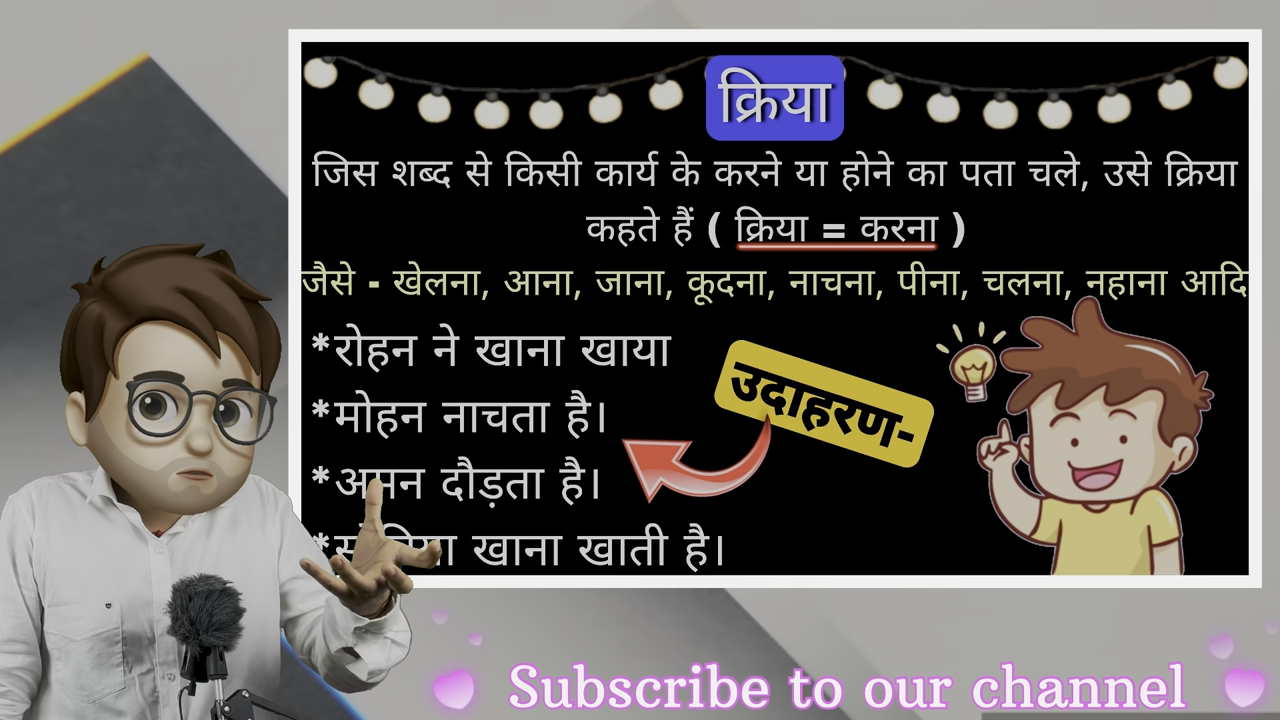 क्रिया
जिस शब्द से किसी कार्य के करने या होने का पता चले, उसे क्रिया
कहते हैं ( क्रिया = करना )
जैसे - खेलना, आना, जाना, कूदना, नाचना, पीना, चलना, नहाना आदि
*रोहन ने खाना खाया
उदाहरण-
*मोहन नाचता है।
*अमन दौड़ता है।
* खाना खाती है।
Subscribe to our channel